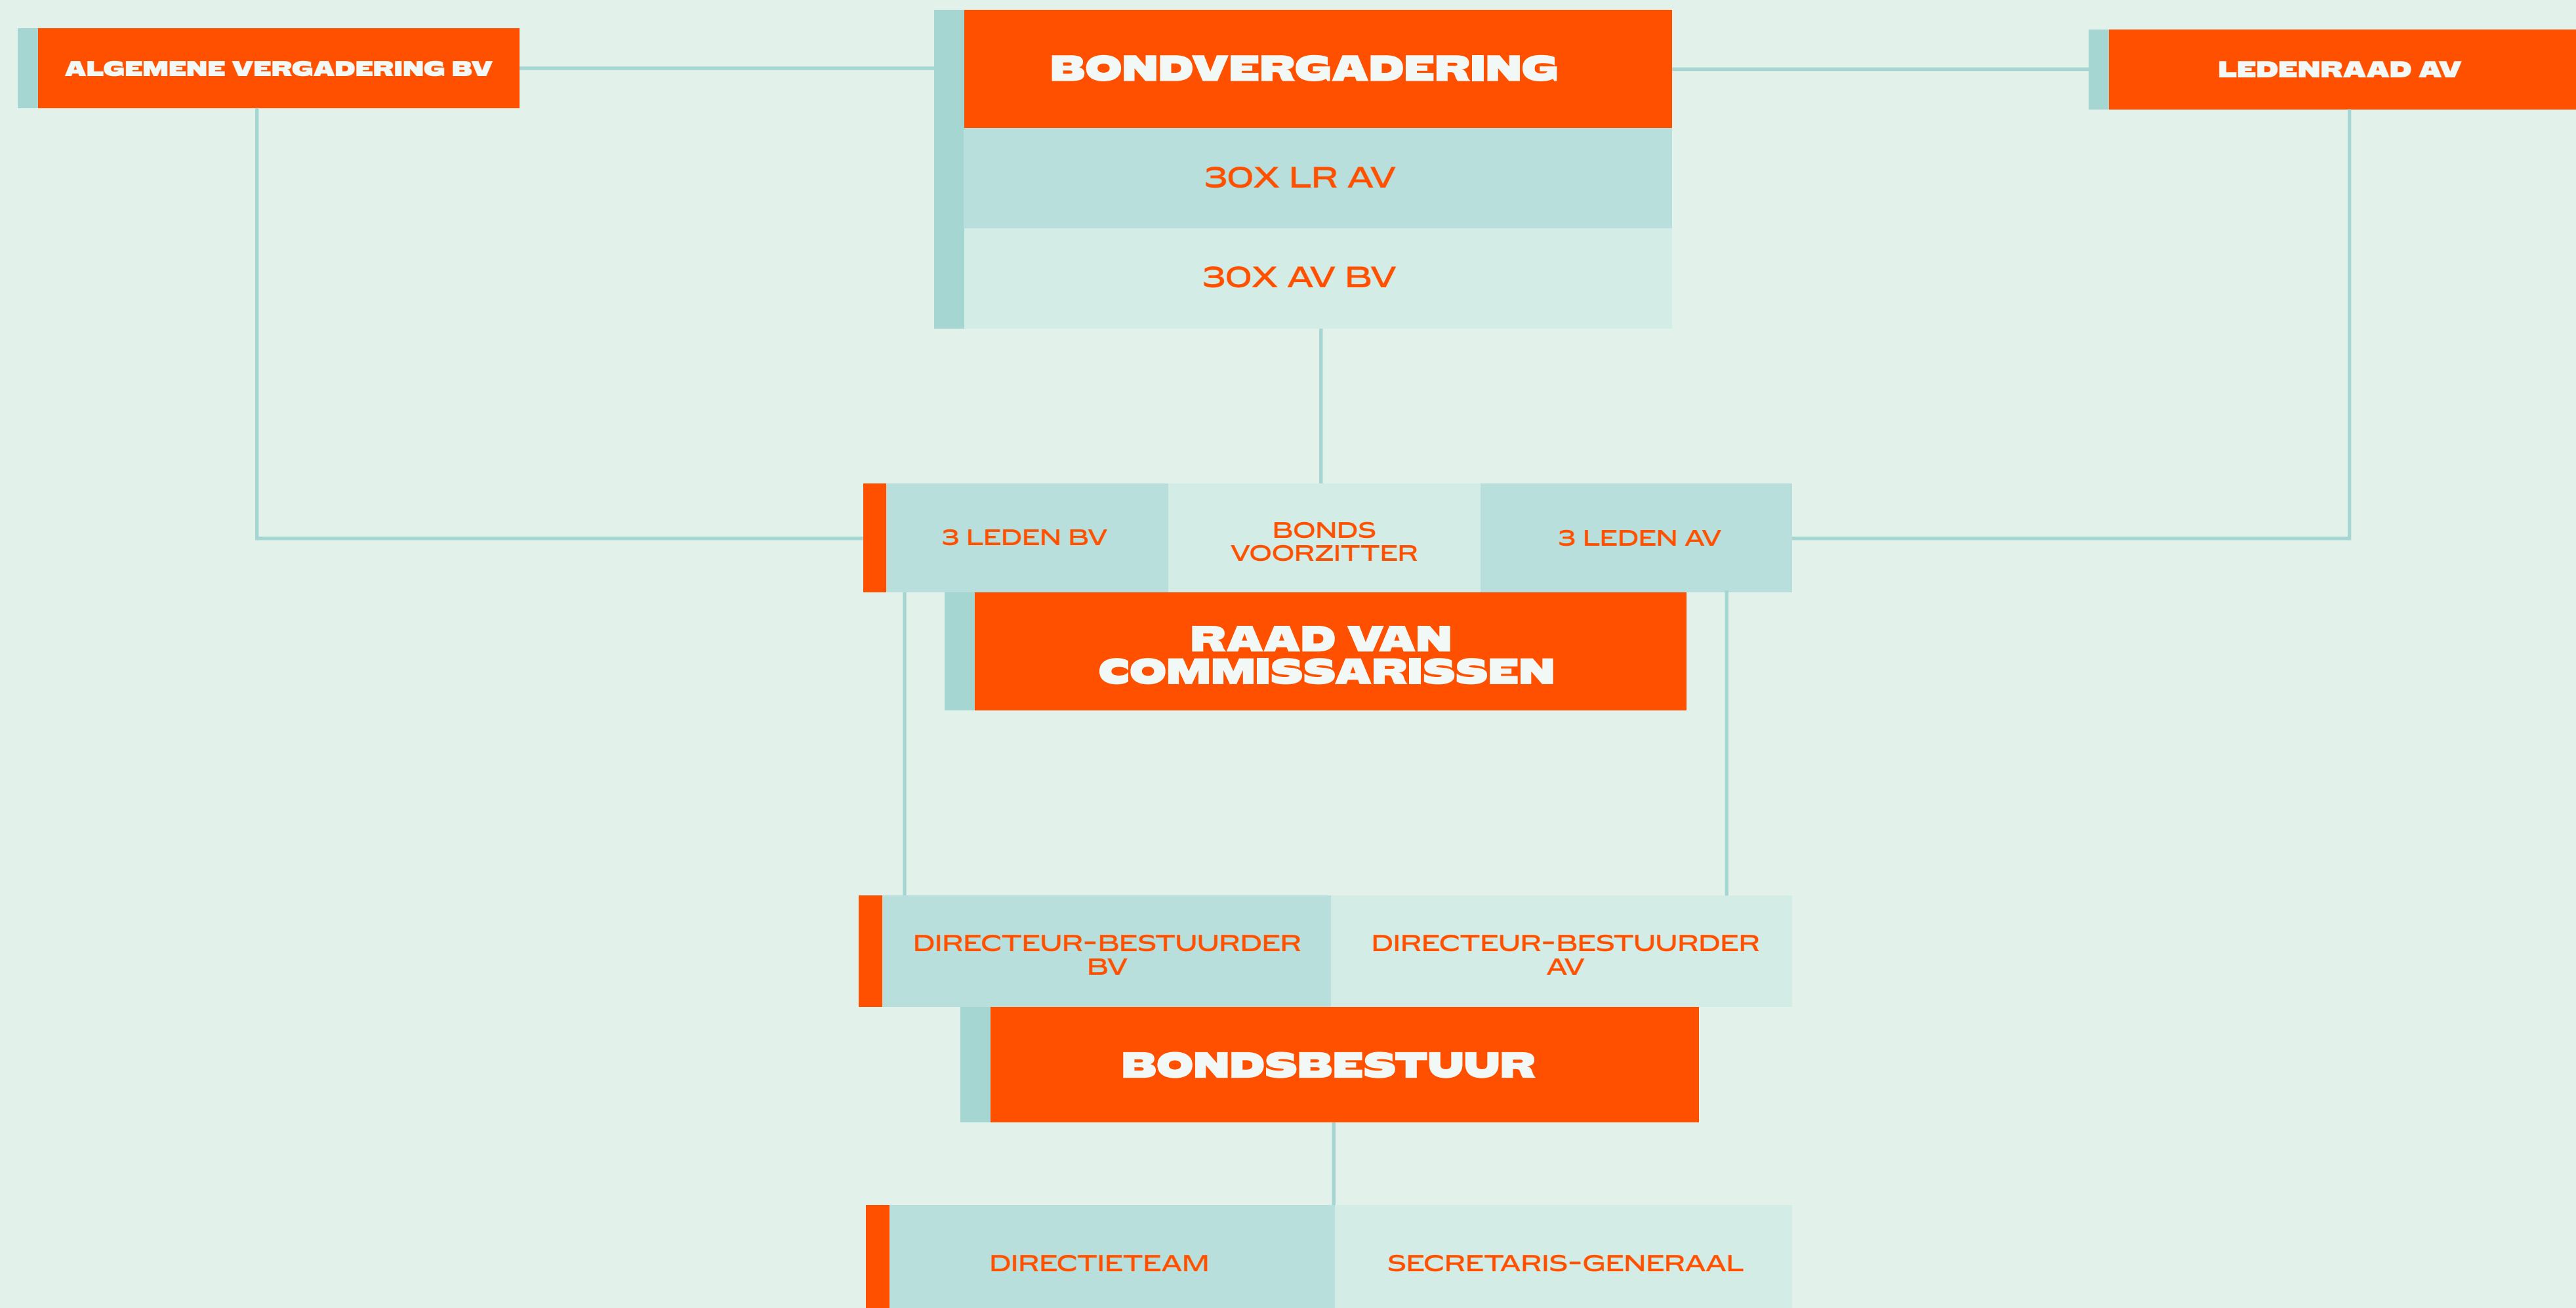 ALGEMENE VERGADERING BV
BONDVERGADERING
LEDENRAAD AV
30X LR AV
30X AV BV
3 LEDEN BV
BONDS
VOORZITTER
3 LEDEN AV
RAAD VAN
COMMISSARISSEN
DIRECTEUR-BESTUURDER
BV
DIRECTEUR-BESTUURDER
AV
BONDSBESTUUR
DIRECTIETEAM
SECRETARIS-GENERAAL